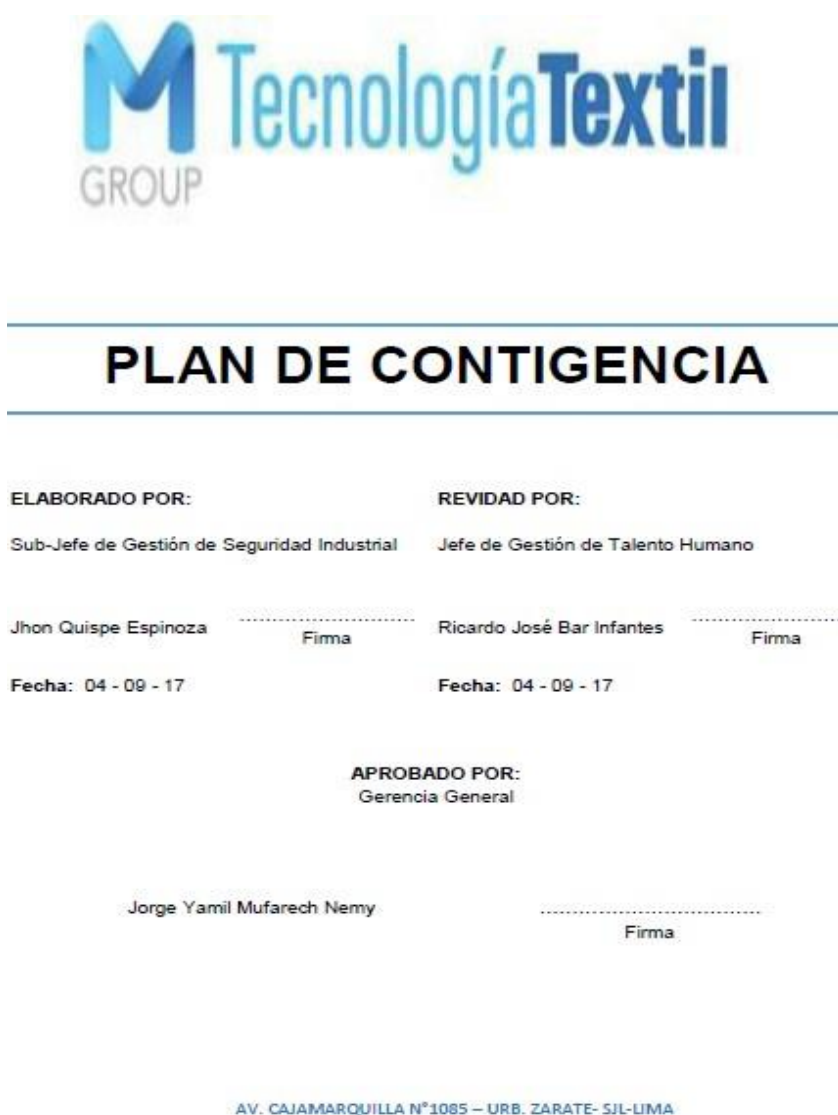 M TecnologíaTextil
GROUP
PLAN DE CONTIGENCIA
ELABORADO POR:
REVIDAD POR:
Sub-Jefe de Gestión de Seguridad Industrial
Jefe de Gestión de Talento Humano
Jhon Quispe Espinoza
Firma
Ricardo José Bar Infantes
Firma
Fecha: 04 - 09 - 17
Fecha: 04 - 09 - 17
APROBADO POR:
Gerencia General
Jorge Yamil Mufarech Nemy
Firma
AV. CAJAMARQUILLA N°1085 – URB. ZARATE- SJL-LIMA